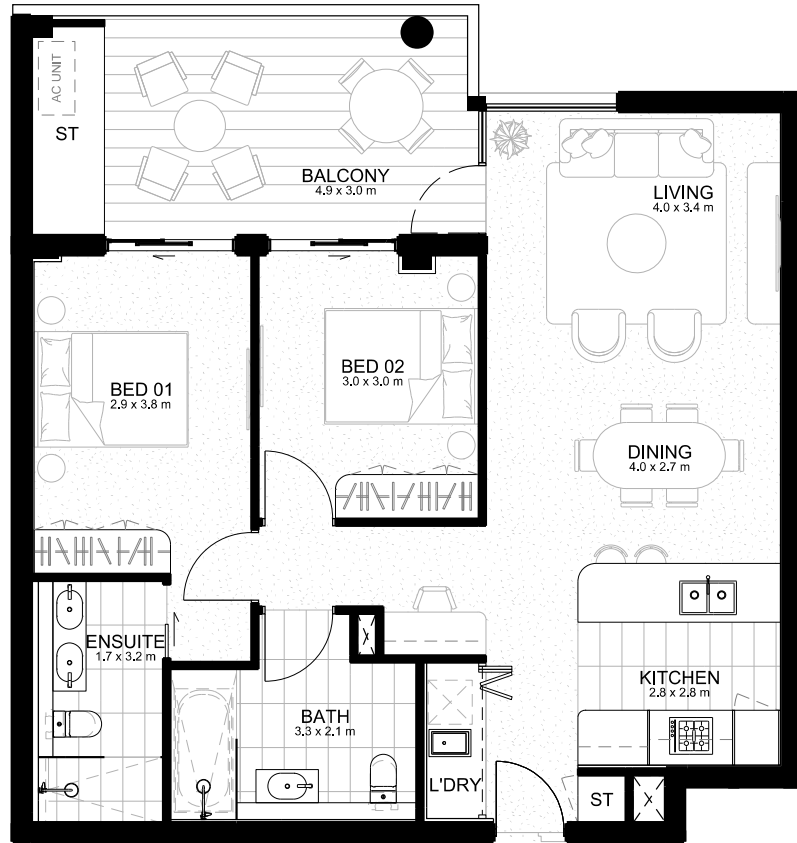 AC UNIT
ST
BALCONY
4.9 x 3.0 m
LIVING
4.0 x 3.4 m
BED 01
2.9 x 3.8 m
BED 02
3.0 x 3.0 m
DINING
4.0 x 2.7 m
ENSUITE
1.7 x 3.2 m
KITCHEN
2.8 x 2.8 m
BATH
3.3 x 2.1 m
L'DRY
ST